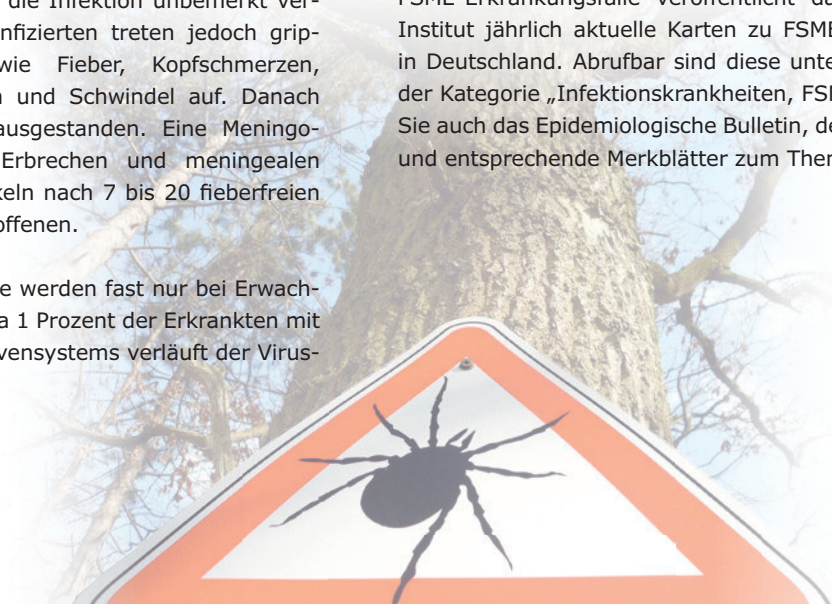 die Infektion unbemerkt ver-
nfizierten treten jedoch grip-
wie Fieber, Kopfschmerzen,
und Schwindel auf. Danach
ausgestanden. Eine Meningo-
Erbrechen und meningealen
keln nach 7 bis 20 fieberfreien
offenen.
e werden fast nur bei Erwach-
a 1 Prozent der Erkrankten mit
vensystems verläuft der Virus-
FSME-Erkrankungsfälle veröffentlicht da
Institut jährlich aktuelle Karten zu FSME
in Deutschland. Abrufbar sind diese unte
der Kategorie „Infektionskrankheiten, FSM
Sie auch das Epidemiologische Bulletin, de
und entsprechende Merkblätter zum Them